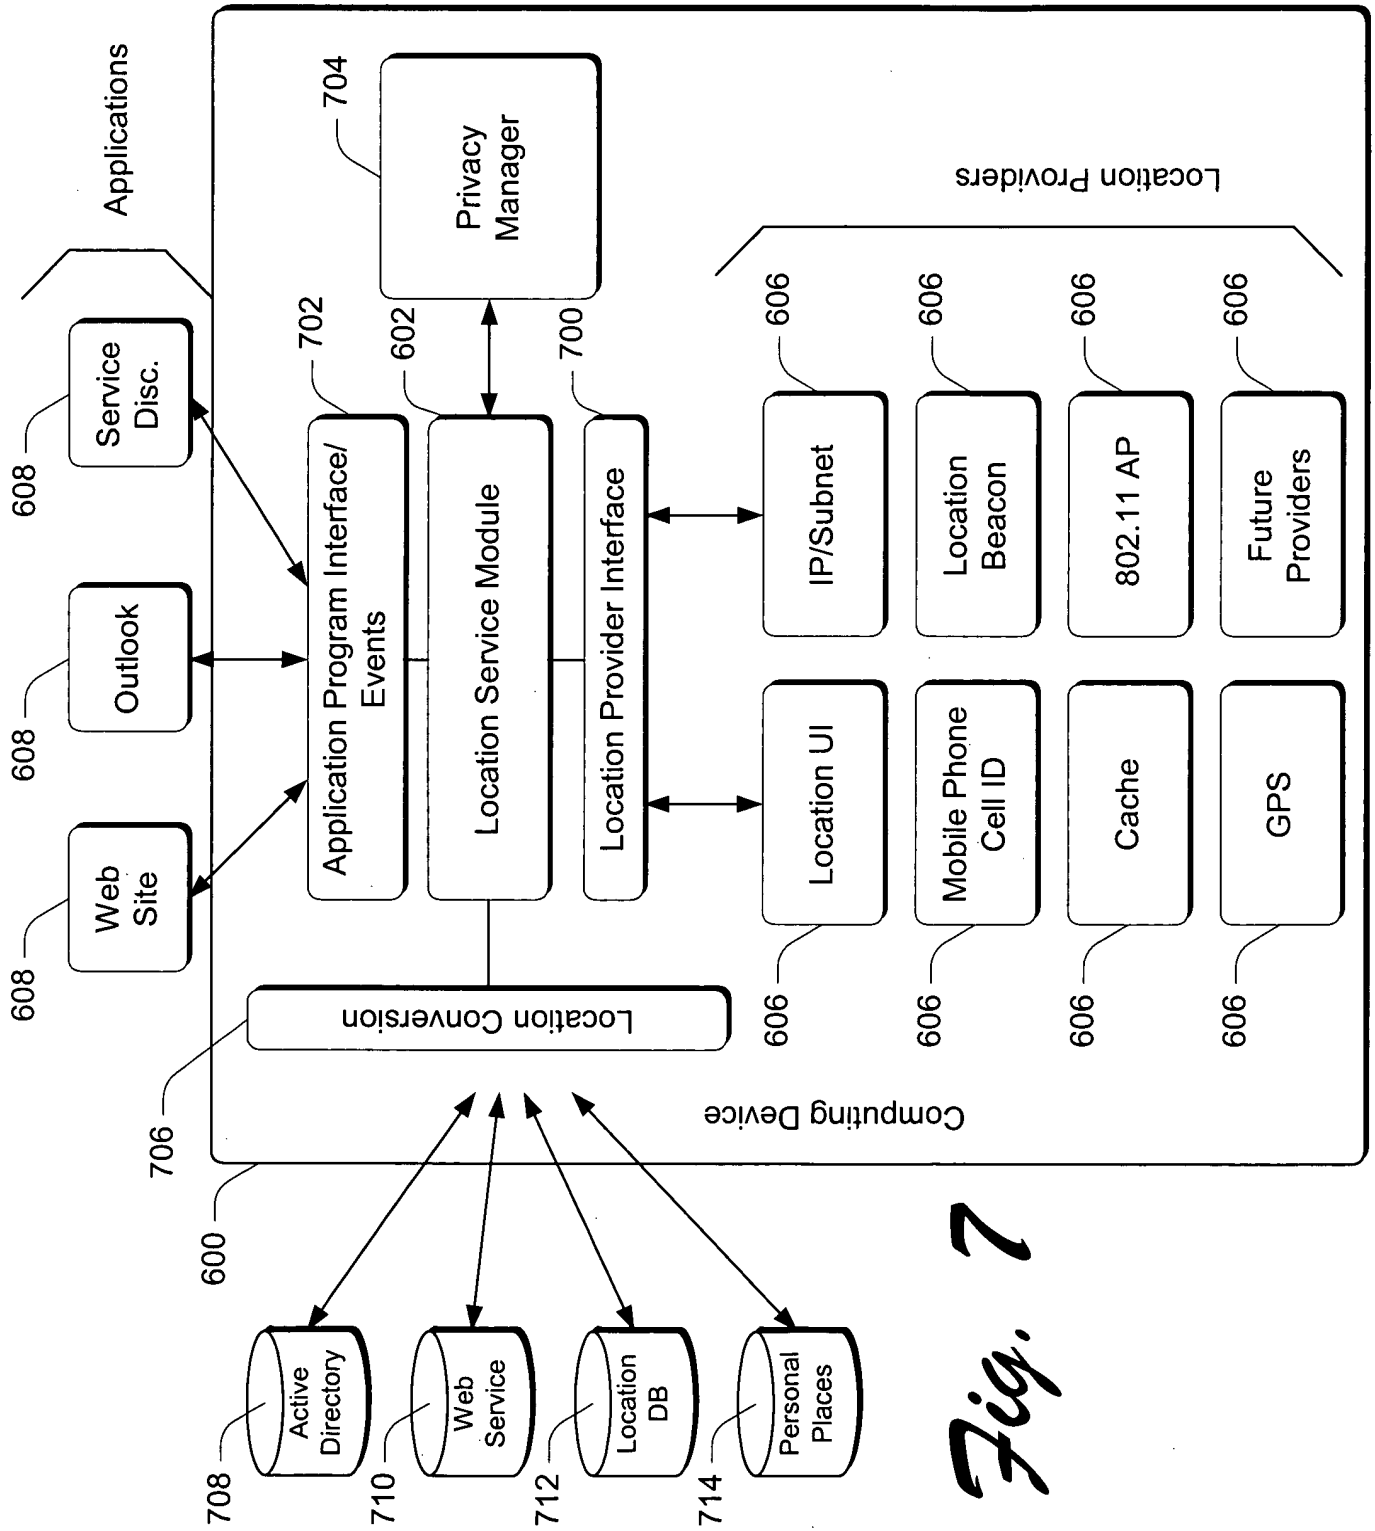 Applications
608
Web
Site
608
Outlook
608
Service
Disc.
702
Application Program Interface/
Events
704
Privacy
Manager
602
Location Service Module
700
Location Provider Interface
706
Location Conversion
600
Computing Device
708
Active
Directory
710
Web
Service
712
Location
DB
714
Personal
Places
Location Providers
606
Location UI
606
IP/Subnet
606
Mobile Phone
Cell ID
606
Location
Beacon
606
Cache
606
802.11 AP
606
GPS
606
Future
Providers
Fig. 7